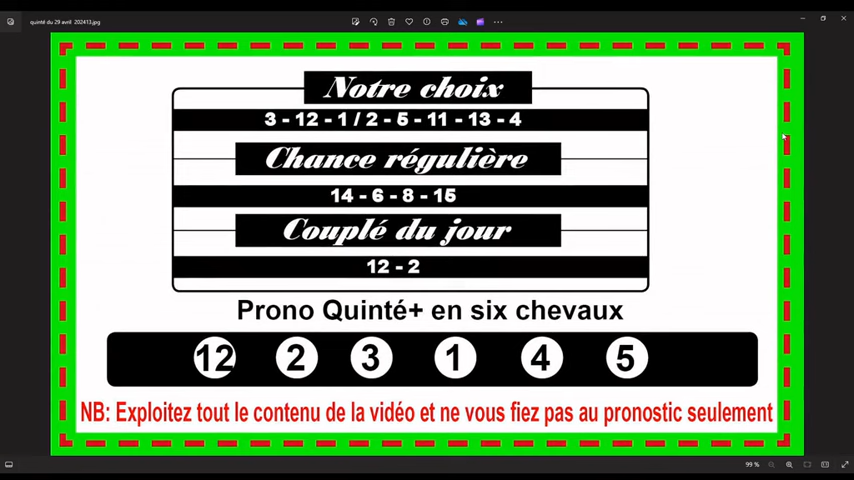 quinté du 29 avril 202413.jpg
Notre choix
3 - 12 - 1 / 2 - 5 - 11 - 13 - 4
Chance régulière
14 - 6 - 8 - 15
Couplé du jour
12 - 2
Prono Quinté+ en six chevaux
12 2 3 1 4 5
NB: Exploitez tout le contenu de la vidéo et ne vous fiez pas au pronostic seulement
99 %